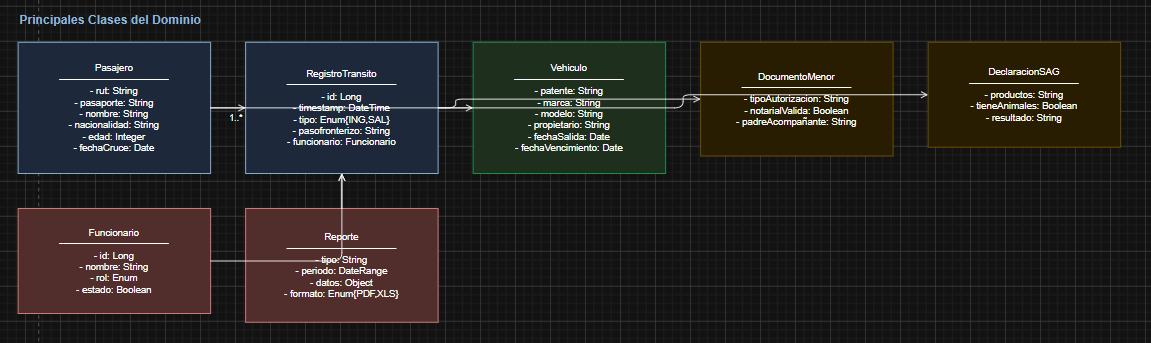 Principales Clases del Dominio
Pasajero
- rut: String
- pasaporte: String
- nombre: String
- nacionalidad: String
- edad: Integer
- fechaCruce: Date
1..*
RegistroTransito
- id: Long
- timestamp: DateTime
- tipo: Enum{ING,SAL}
- pasofronterizo: String
- funcionario: Funcionario
Vehiculo
- patente: String
- marca: String
- modelo: String
- propietario: String
- fechaSalida: Date
- fechaVencimiento: Date
DocumentoMenor
- tipoAutorizacion: String
- notarialValida: Boolean
- padreAcompañante: String
DeclaracionSAG
- productos: String
- tieneAnimales: Boolean
- resultado: String
Funcionario
- id: Long
- nombre: String
- rol: Enum
- estado: Boolean
Reporte
- tipo: String
- periodo: DateRange
- datos: Object
- formato: Enum{PDF,XLS}